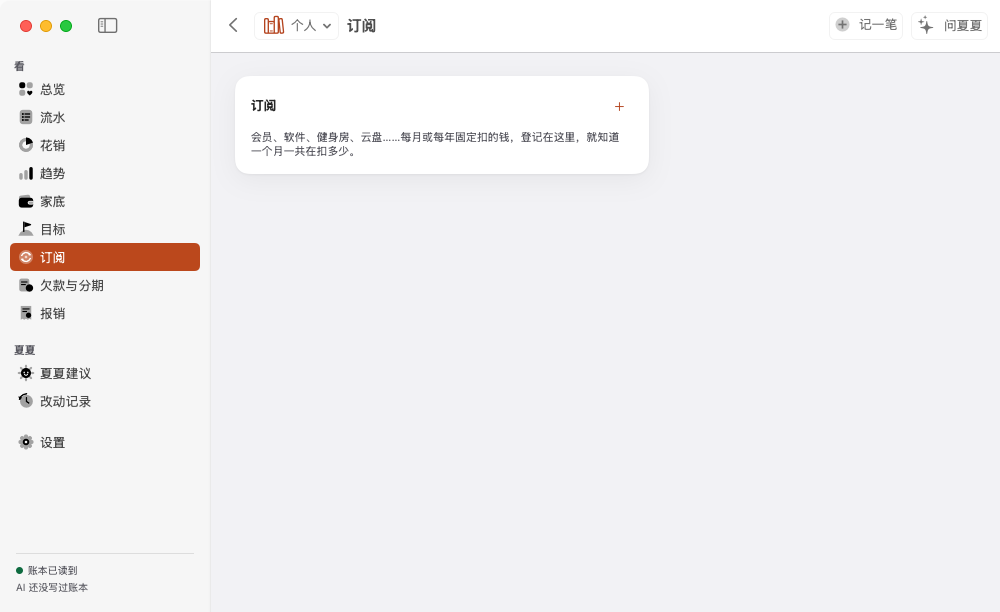 个人
订阅
记一笔
问夏夏
看
总览
流水
花销
趋势
家底
目标
订阅
欠款与分期
报销
夏夏
夏夏建议
改动记录
设置
账本已读到
AI 还没写过账本
订阅
会员、软件、健身房、云盘……每月或每年固定扣的钱，登记在这里，就知道
一个月一共在扣多少。